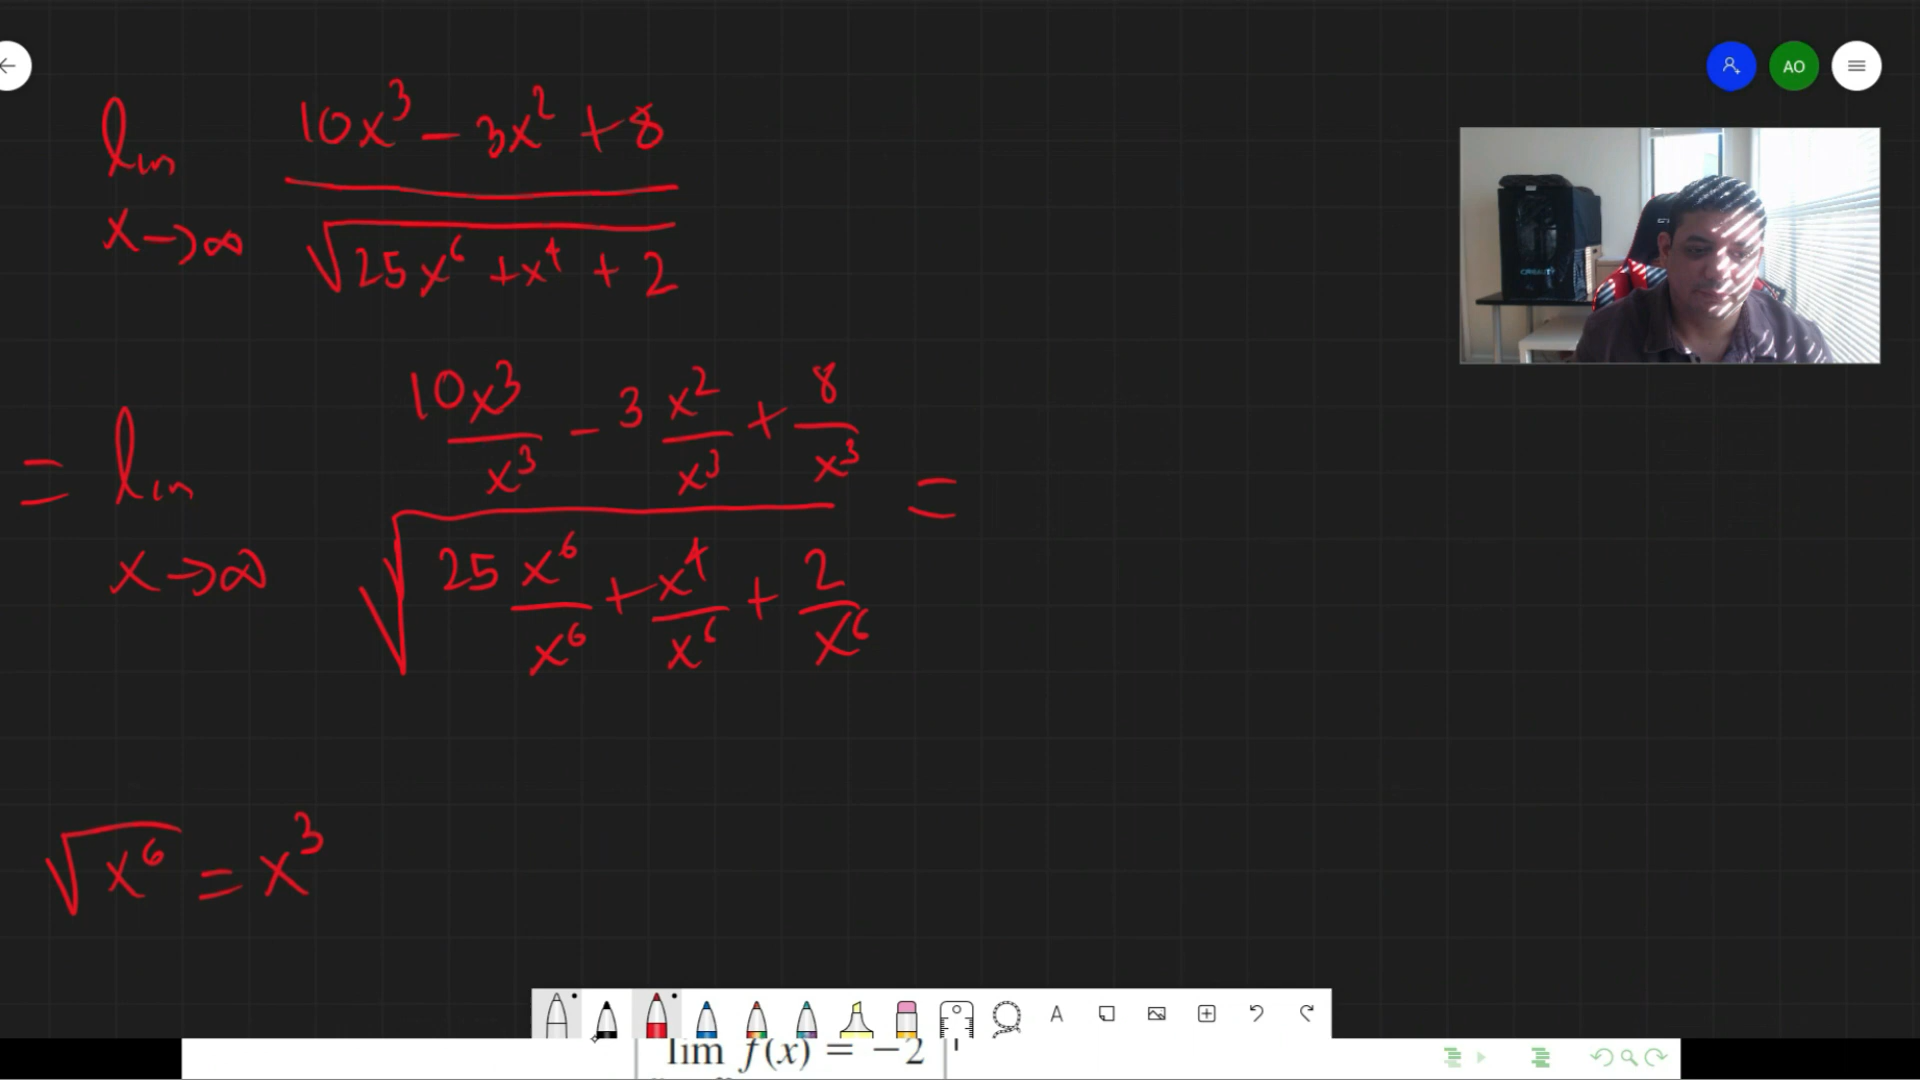 lim 10x³ - 3x² + 8
x→∞ √25x⁶ + x⁴ + 2
= lim 10x³/x³ - 3 x²/x³ + 8/x³ =
x→∞ √25 x⁶/x⁶ + x⁴/x⁶ + 2/x⁶
√x⁶ = x³
AO
A
lim f(x) = −2